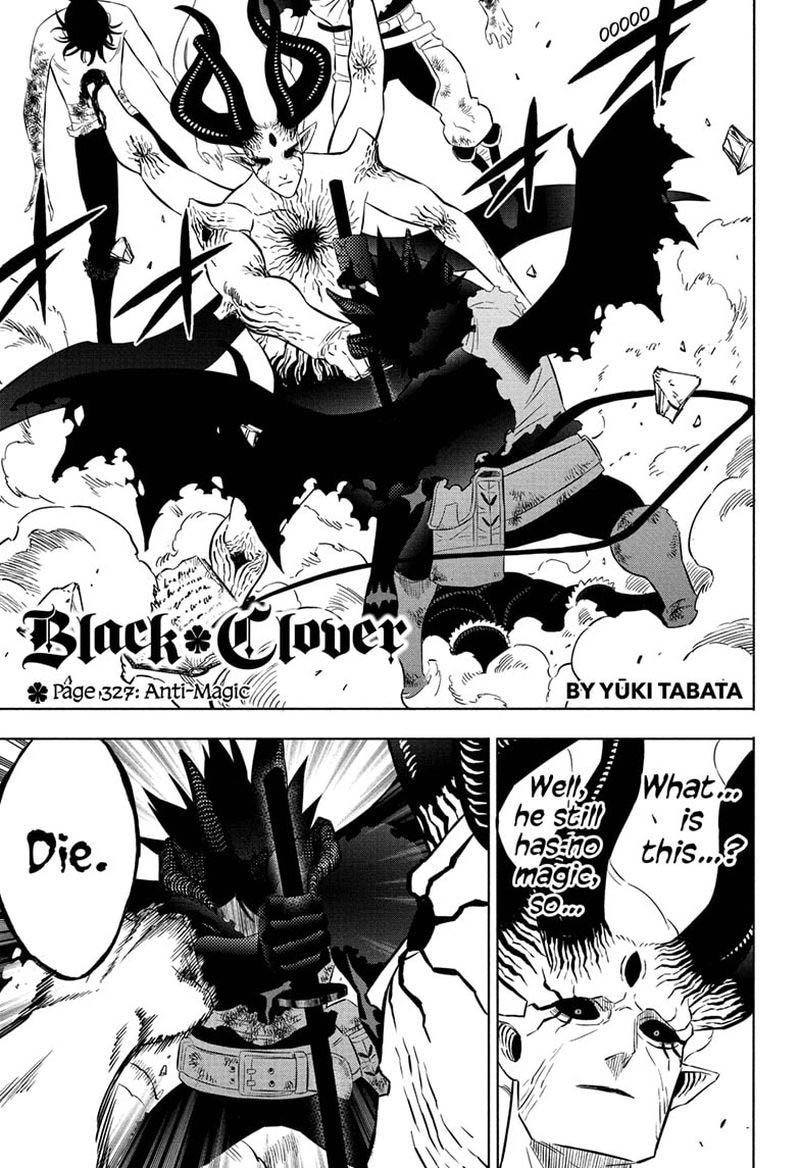 OOOOO
Black Clover
Page 327: Anti-Magic
BY YŪKI TABATA
What...
is
this...?
Well,
he still
has no
magic,
so...
Die.